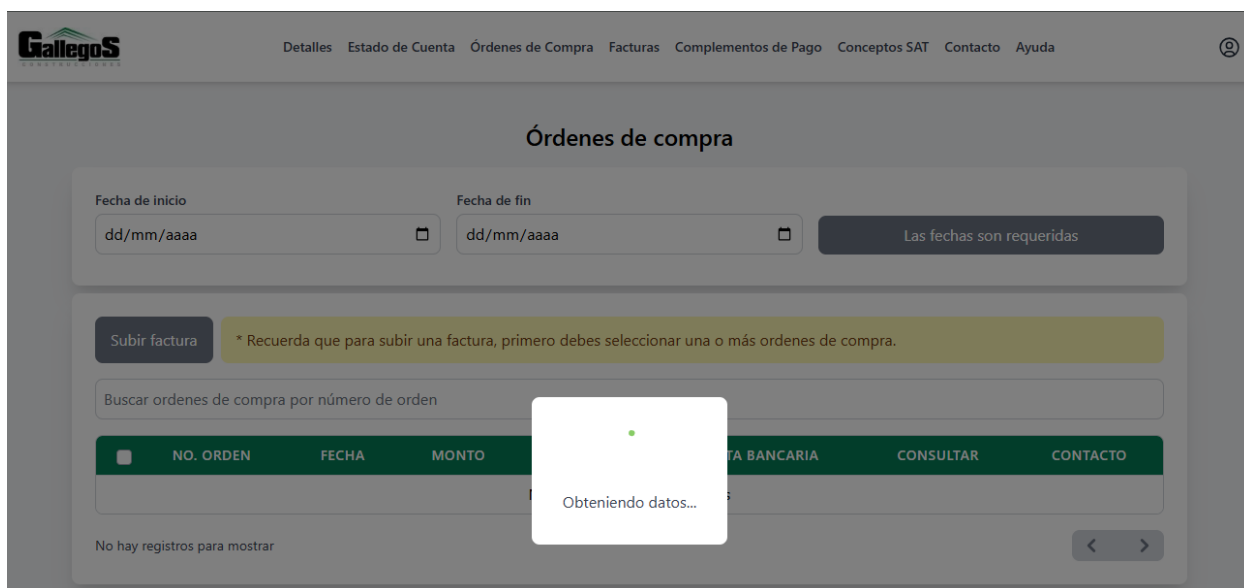 GallegoS
CONSTRUCCIONES
Detalles Estado de Cuenta Órdenes de Compra Facturas Complementos de Pago Conceptos SAT Contacto Ayuda
Órdenes de compra
Fecha de inicio Fecha de fin
dd/mm/aaaa dd/mm/aaaa Las fechas son requeridas
Subir factura * Recuerda que para subir una factura, primero debes seleccionar una o más ordenes de compra.
Buscar ordenes de compra por número de orden
NO. ORDEN FECHA MONTO TA BANCARIA CONSULTAR CONTACTO
Obteniendo datos...
No hay registros para mostrar